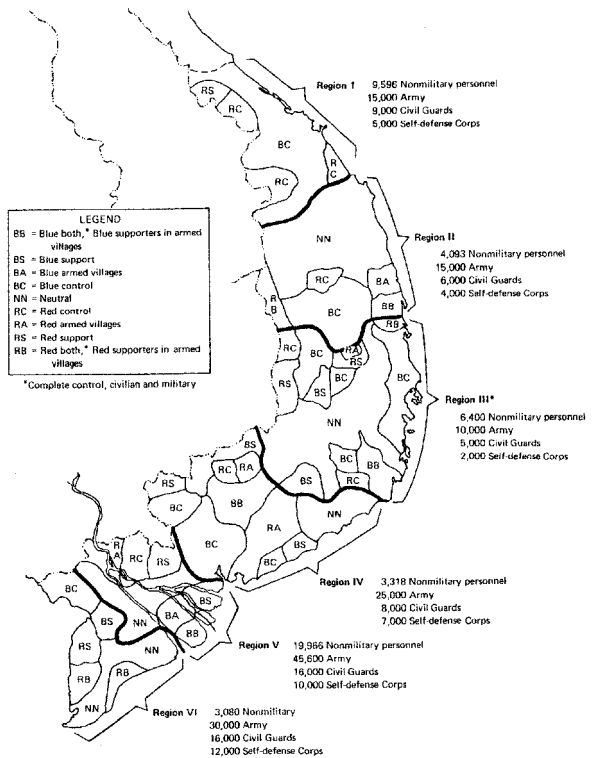 Region I 9,596 Nonmilitary personnel
15,000 Army
9,000 Civil Guards
5,000 Self-defense Corps
RS
RC
BC
R
C
RC
LEGEND
BB = Blue both,* Blue supporters in armed
villages
BS = Blue support
BA = Blue armed villages
BC = Blue control
NN = Neutral
RC = Red control
RA = Red armed villages
RS = Red support
RB = Red both,* Red supporters in armed
villages
*Complete control, civilian and military
NN
Region II
4,093 Nonmilitary personnel
15,000 Army
6,000 Civil Guards
4,000 Self-defense Corps
RC
BA
R
B
BC
BB
RB
RC
BC
RA
RS
RS
BS
BC
BC
Region III*
6,400 Nonmilitary personnel
10,000 Army
5,000 Civil Guards
2,000 Self-defense Corps
NN
BS
BC
BB
RC
RC
RA
RS
BS
BC
BB
NN
RA
BC
BS
BC
R
A
RC
RS
Region IV 3,318 Nonmilitary personnel
25,000 Army
8,000 Civil Guards
7,000 Self-defense Corps
BC
BS
BA
BS
NN
BB
NN
RS
RB
RB
NN
Region V 19,966 Nonmilitary personnel
45,600 Army
16,000 Civil Guards
10,000 Self-defense Corps
Region VI 3,080 Nonmilitary
30,000 Army
16,000 Civil Guards
12,000 Self-defense Corps